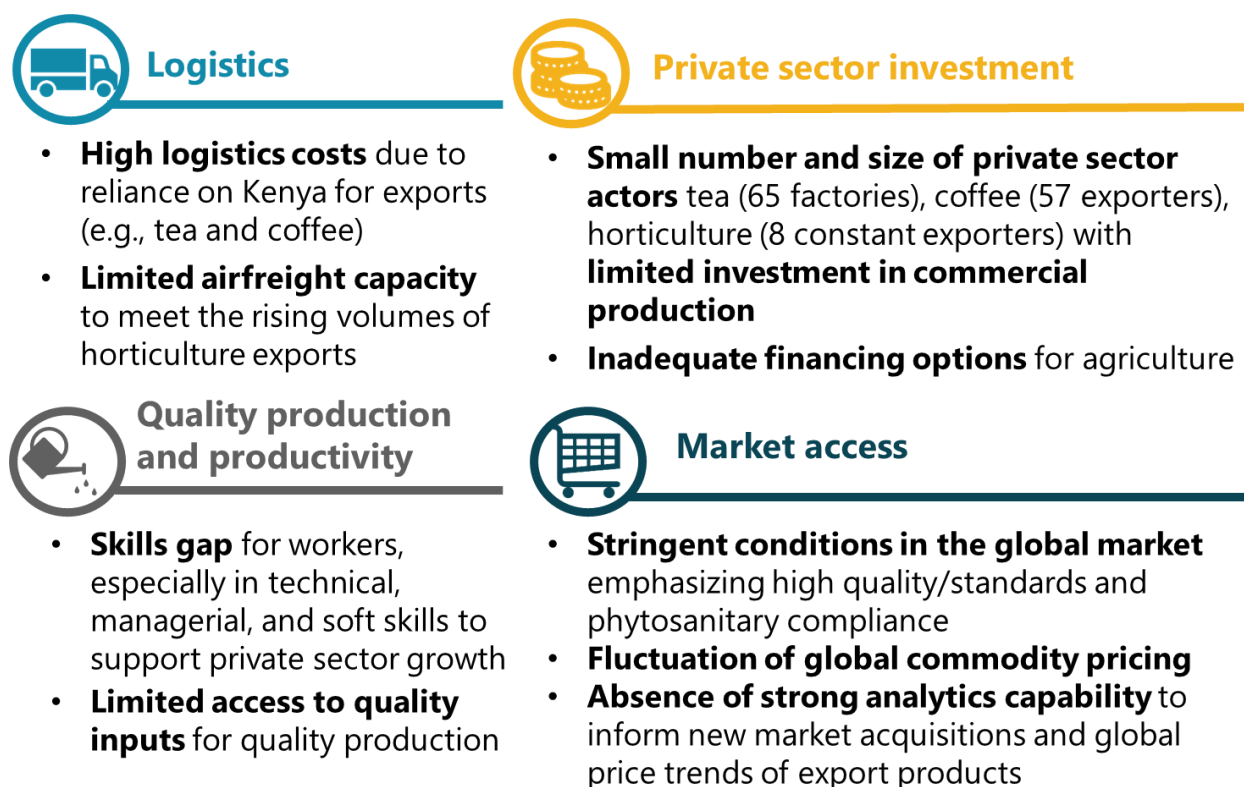 Logistics
• High logistics costs due to
reliance on Kenya for exports
(e.g., tea and coffee)
• Limited airfreight capacity
to meet the rising volumes of
horticulture exports
Private sector investment
• Small number and size of private sector
actors tea (65 factories), coffee (57 exporters),
horticulture (8 constant exporters) with
limited investment in commercial
production
• Inadequate financing options for agriculture
Quality production
and productivity
• Skills gap for workers,
especially in technical,
managerial, and soft skills to
support private sector growth
• Limited access to quality
inputs for quality production
Market access
• Stringent conditions in the global market
emphasizing high quality/standards and
phytosanitary compliance
• Fluctuation of global commodity pricing
• Absence of strong analytics capability to
inform new market acquisitions and global
price trends of export products